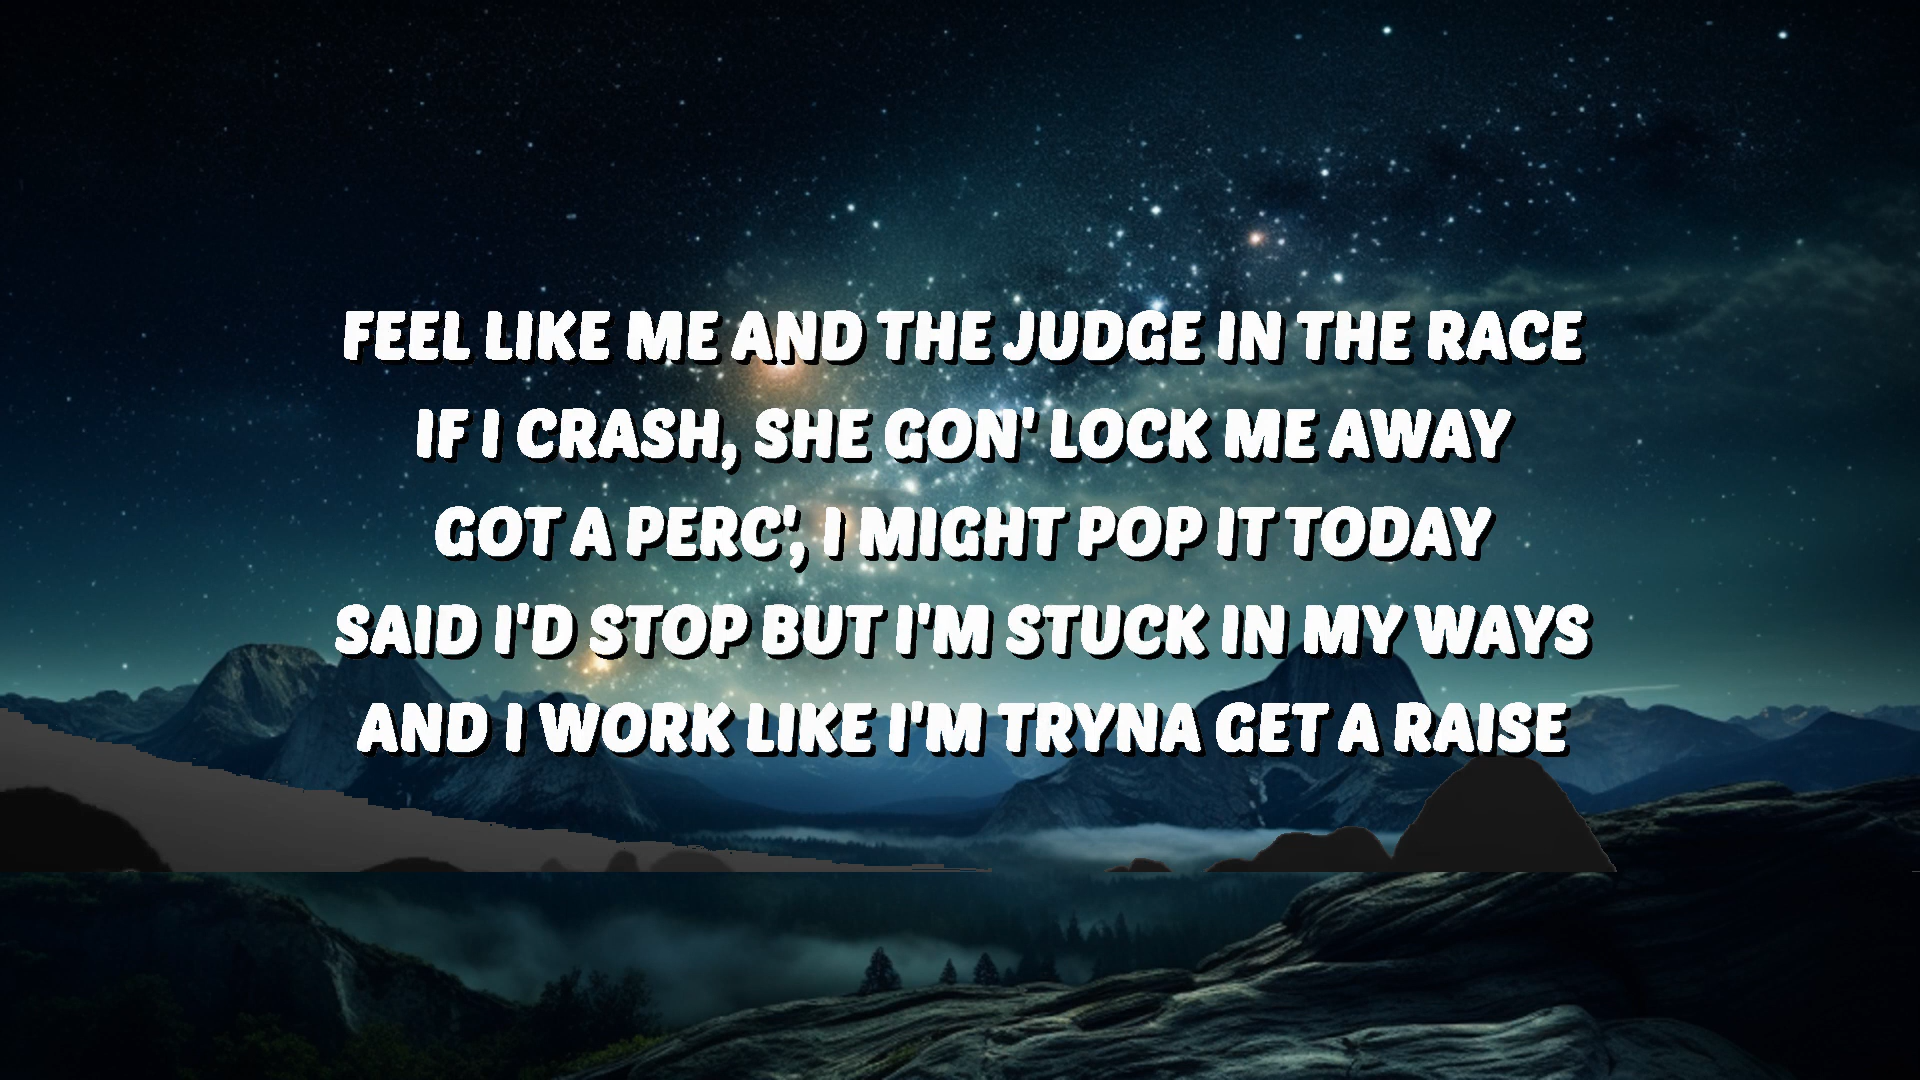 FEEL LIKE ME AND THE JUDGE IN THE RACE
IF I CRASH, SHE GON' LOCK ME AWAY
GOT A PERC', I MIGHT POP IT TODAY
SAID I'D STOP BUT I'M STUCK IN MY WAYS
AND I WORK LIKE I'M TRYNA GET A RAISE